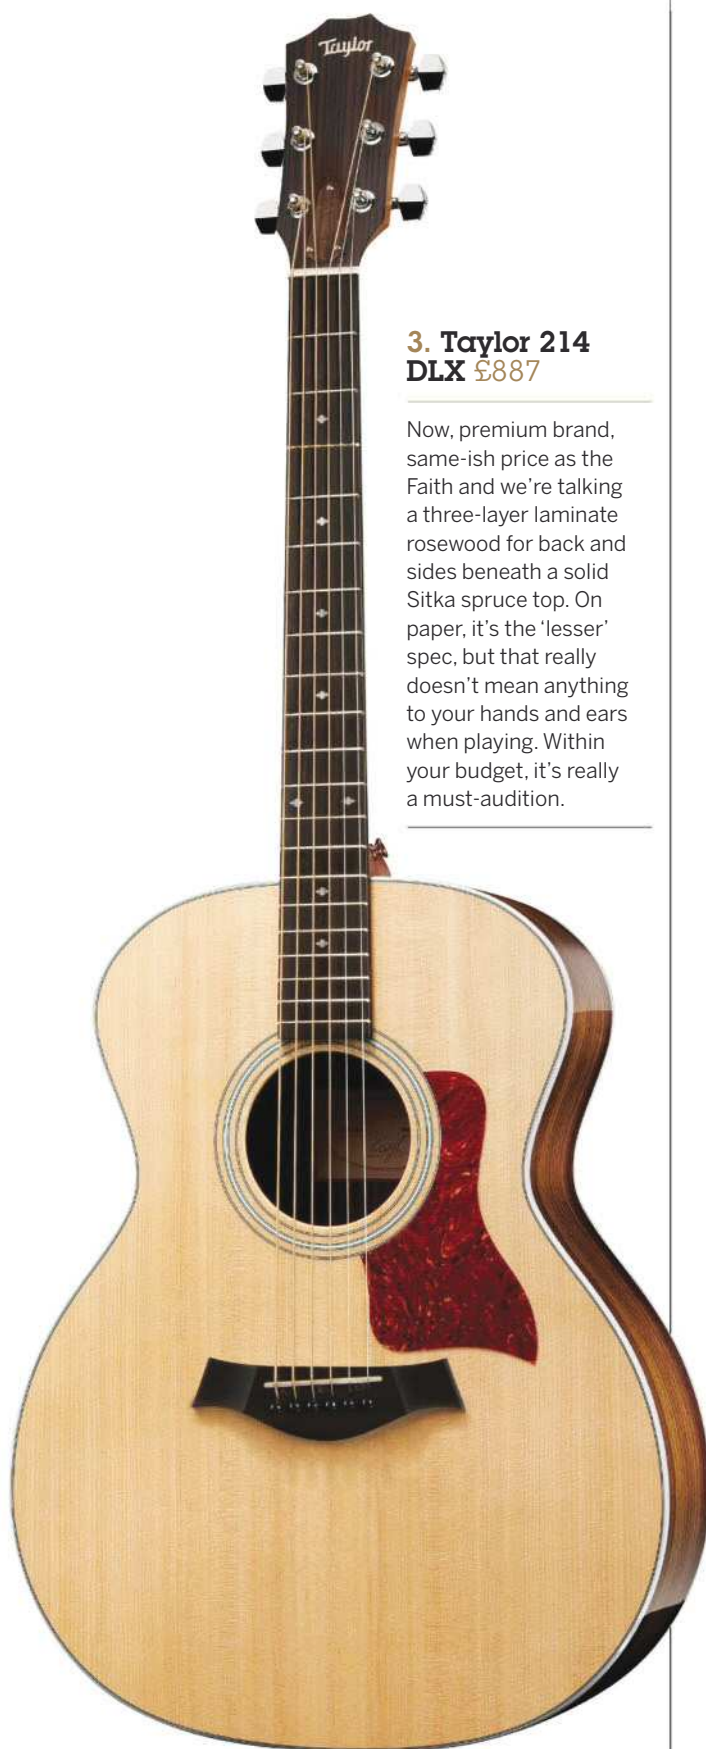 Taylor
3. Taylor 214
DLX £887
Now, premium brand,
same-ish price as the
Faith and we’re talking
a three-layer laminate
rosewood for back and
sides beneath a solid
Sitka spruce top. On
paper, it’s the ‘lesser’
spec, but that really
doesn’t mean anything
to your hands and ears
when playing. Within
your budget, it’s really
a must-audition.